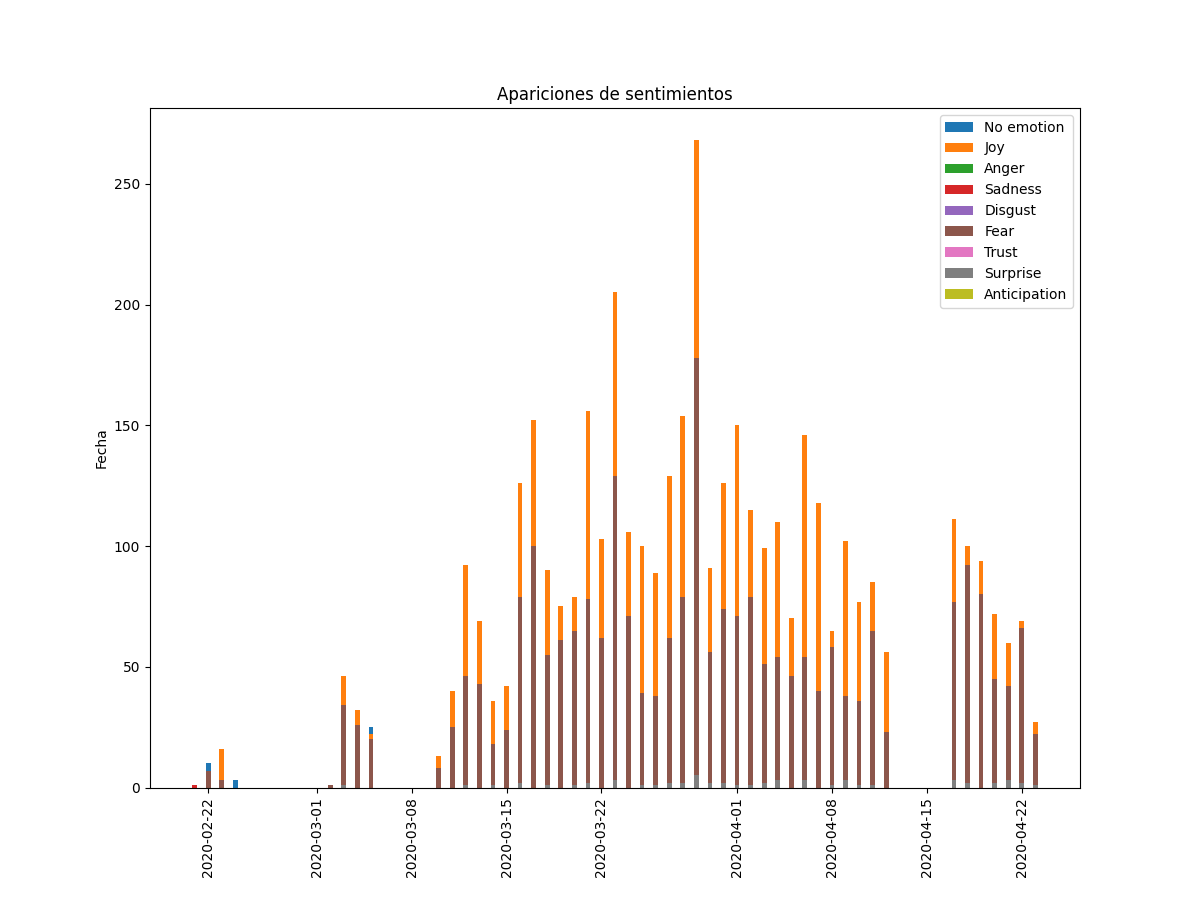 Apariciones de sentimientos
No emotion
Joy
Anger
Sadness
Disgust
Fear
Trust
Surprise
Anticipation
Fecha
250
200
150
100
50
0
2020-02-22
2020-03-01
2020-03-08
2020-03-15
2020-03-22
2020-04-01
2020-04-08
2020-04-15
2020-04-22